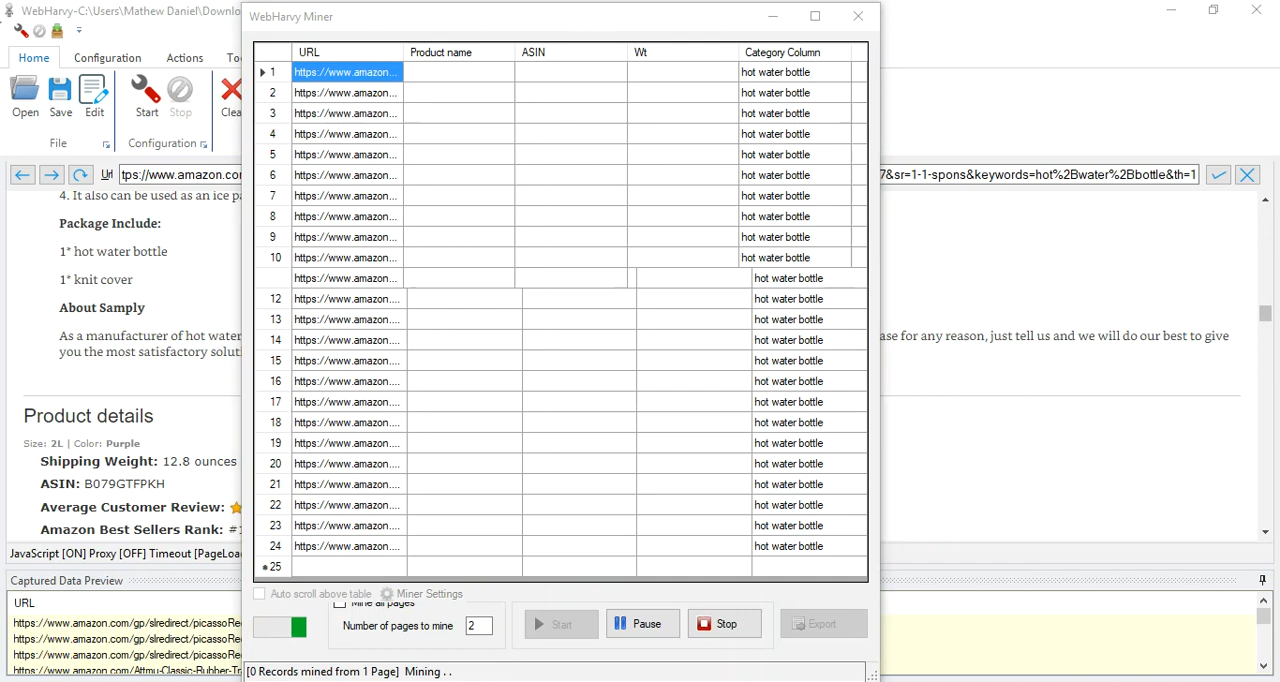 WebHarvy-C:\Users\Mathew Daniel\Downlo
WebHarvy Miner
Home Configuration Actions To
Open Save Edit Start Stop Clea
File Configuration
Url tps://www.amazon.co 7&sr=1-1-spons&keywords=hot%2Bwater%2Bbottle&th=1
4. It also can be used as an ice pa
Package Include:
1* hot water bottle
1* knit cover
About Samply
As a manufacturer of hot water ase for any reason, just tell us and we will do our best to give
you the most satisfactory soluti
Product details
Size: 2L | Color: Purple
Shipping Weight: 12.8 ounces
ASIN: B079GTFPKH
Average Customer Review:
Amazon Best Sellers Rank: #1
JavaScript [ON] Proxy [OFF] Timeout [PageLoa
Captured Data Preview
URL
https://www.amazon.com/gp/slredirect/picassoRe
https://www.amazon.com/gp/slredirect/picassoRe
https://www.amazon.com/gp/slredirect/picassoRe
https://www.amazon.com/Attmu-Classic-Rubber-Tr
URL Product name ASIN Wt Category Column
1 https://www.amazon... hot water bottle
2 https://www.amazon... hot water bottle
3 https://www.amazon... hot water bottle
4 https://www.amazon... hot water bottle
5 https://www.amazon... hot water bottle
6 https://www.amazon... hot water bottle
7 https://www.amazon... hot water bottle
8 https://www.amazon... hot water bottle
9 https://www.amazon... hot water bottle
10 https://www.amazon... hot water bottle
https://www.amazon.... hot water bottle
12 https://www.amazon.... hot water bottle
13 https://www.amazon.... hot water bottle
14 https://www.amazon.... hot water bottle
15 https://www.amazon.... hot water bottle
16 https://www.amazon.... hot water bottle
17 https://www.amazon.... hot water bottle
18 https://www.amazon.... hot water bottle
19 https://www.amazon.... hot water bottle
20 https://www.amazon.... hot water bottle
21 https://www.amazon.... hot water bottle
22 https://www.amazon.... hot water bottle
23 https://www.amazon.... hot water bottle
24 https://www.amazon.... hot water bottle
*25
Auto scroll above table Miner Settings
Mine all pages
Number of pages to mine 2
Start Pause Stop Export
[0 Records mined from 1 Page] Mining . .